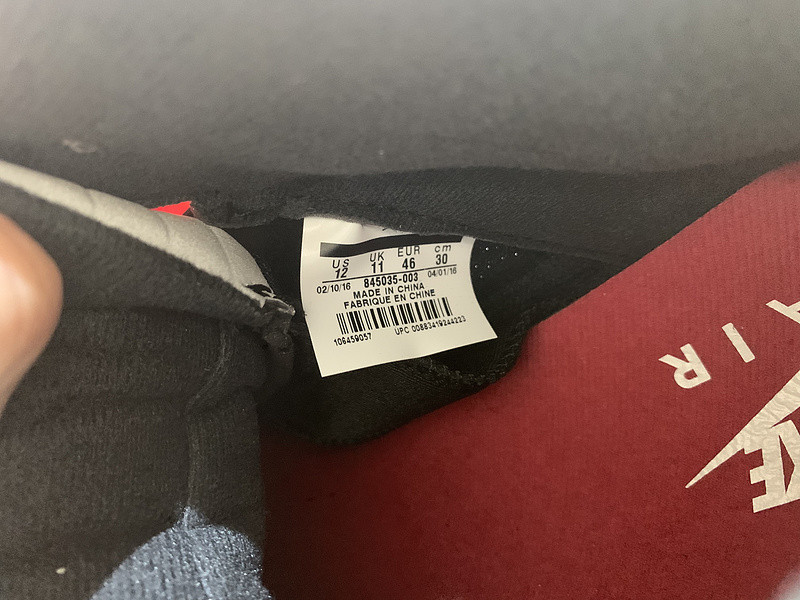 US UK EUR cm
12 11 46 30
02/10/16 845035-003 04/01/16
MADE IN CHINA
FABRIQUE EN CHINE
106459057 UPC 00883419244223
AIR